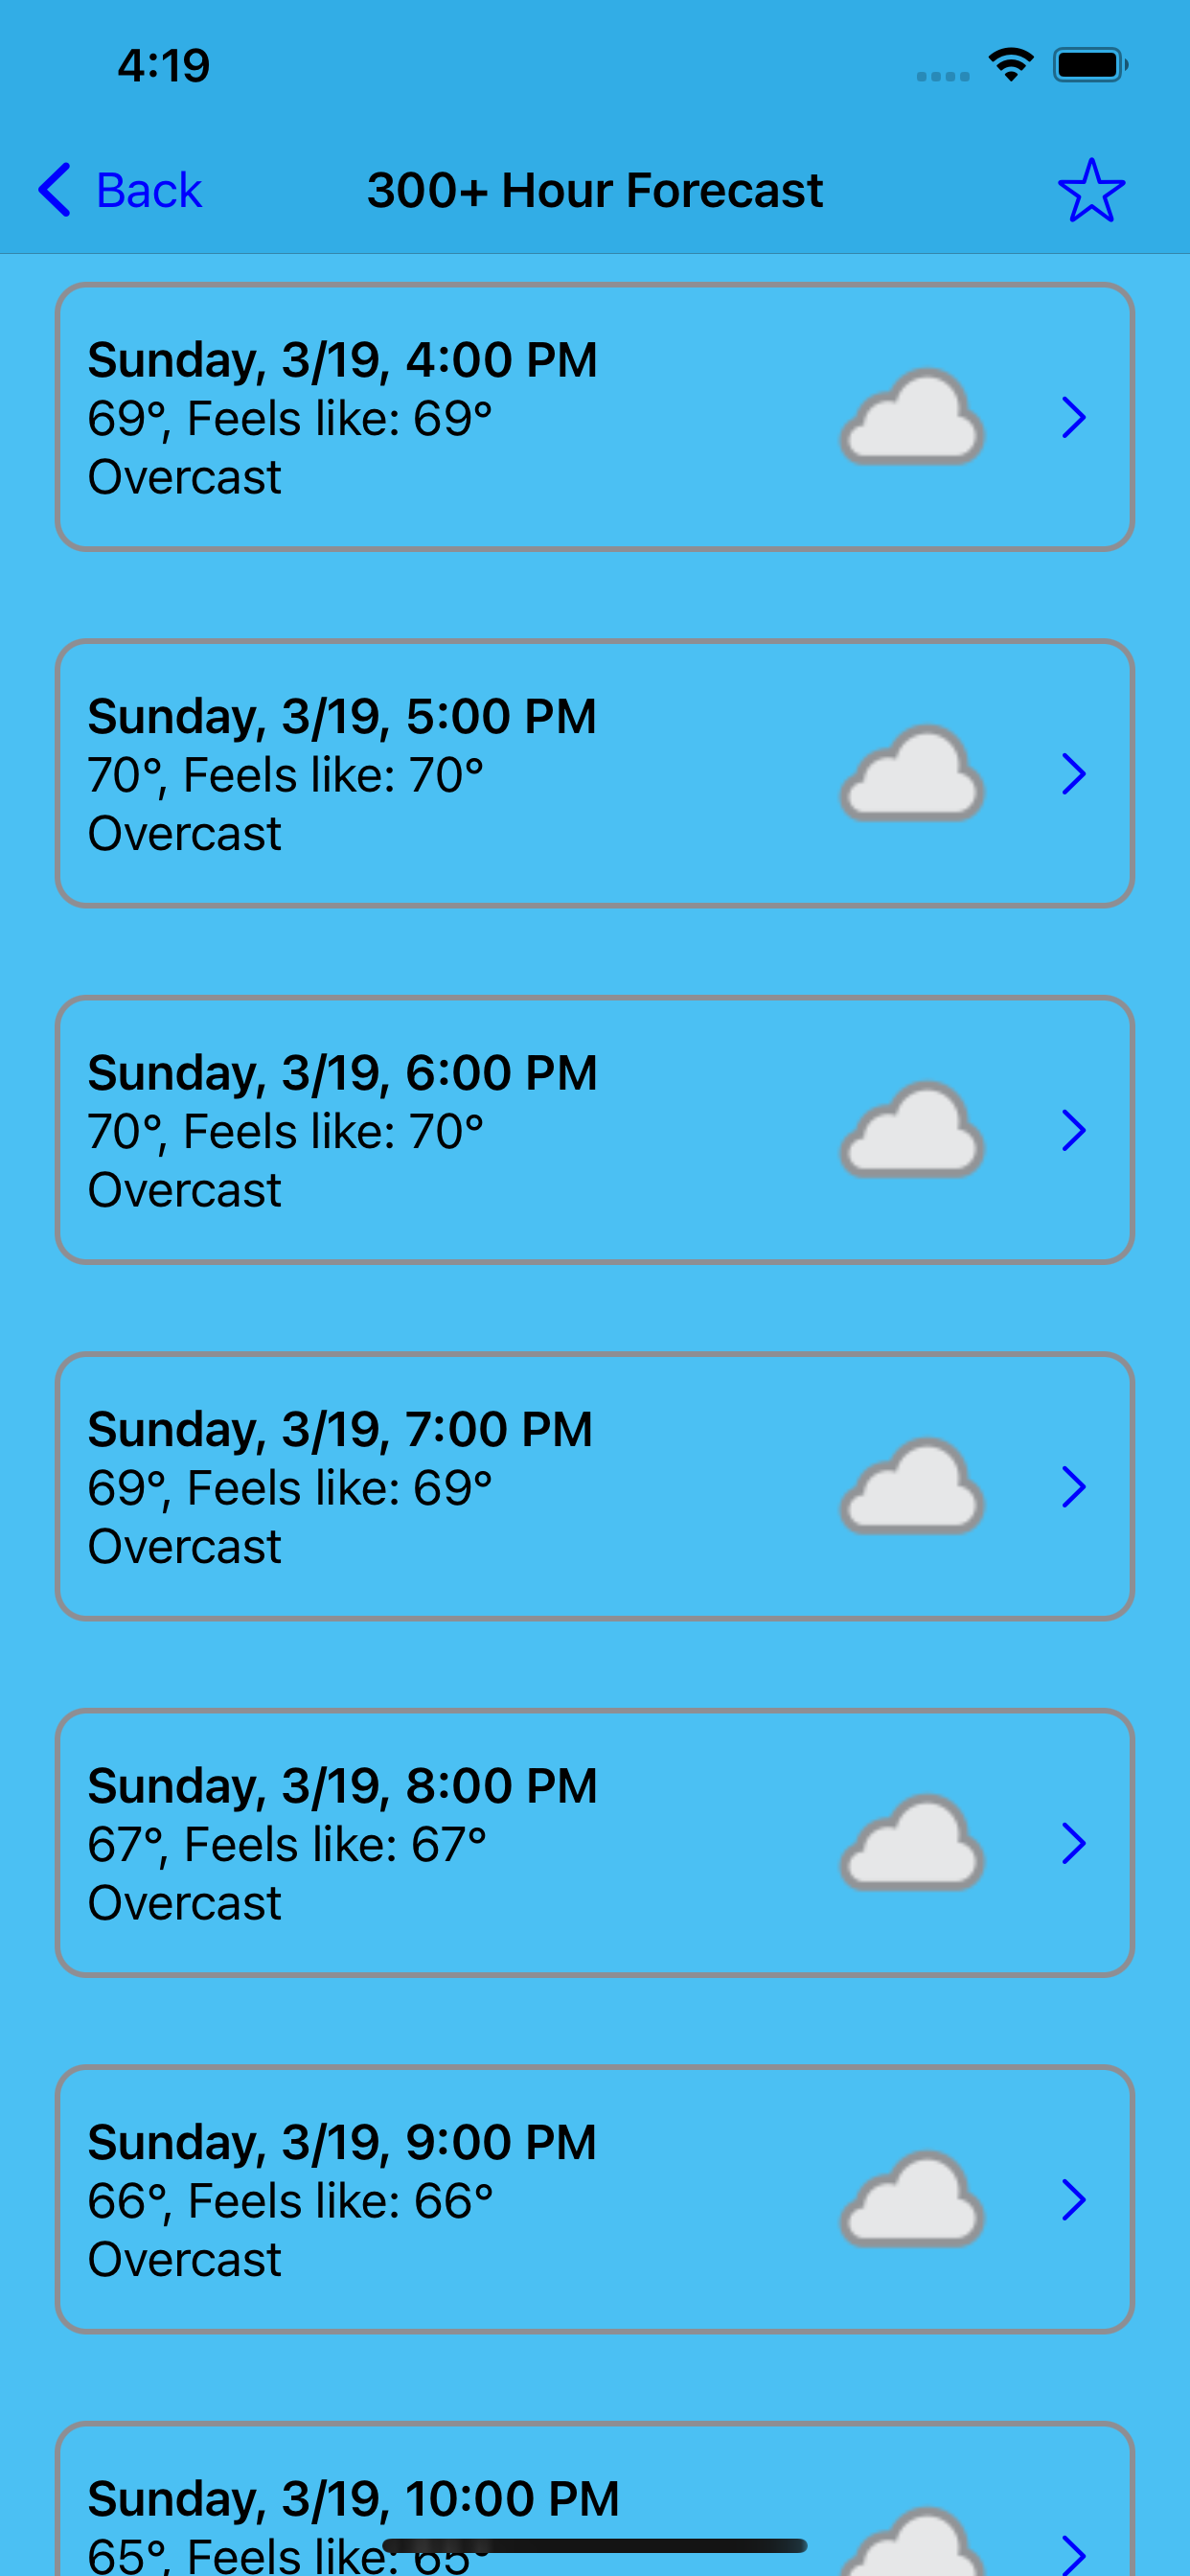 4:19
Back
300+ Hour Forecast
Sunday, 3/19, 4:00 PM
69°, Feels like: 69°
Overcast
Sunday, 3/19, 5:00 PM
70°, Feels like: 70°
Overcast
Sunday, 3/19, 6:00 PM
70°, Feels like: 70°
Overcast
Sunday, 3/19, 7:00 PM
69°, Feels like: 69°
Overcast
Sunday, 3/19, 8:00 PM
67°, Feels like: 67°
Overcast
Sunday, 3/19, 9:00 PM
66°, Feels like: 66°
Overcast
Sunday, 3/19, 10:00 PM
65°, Feels like: 65°